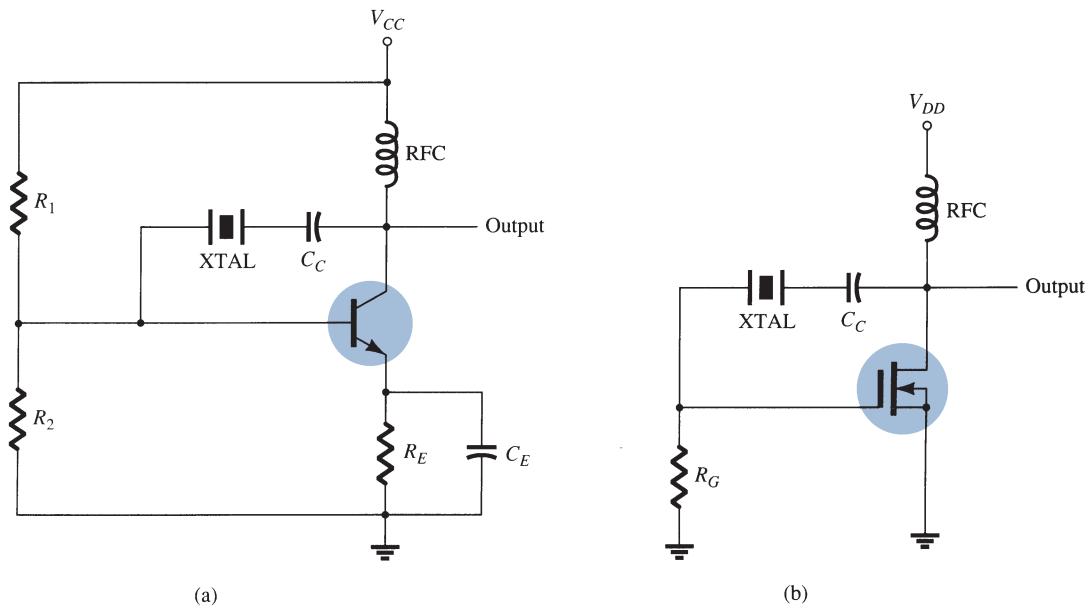 V_CC
RFC
R_1
Output
XTAL
C_C
R_2
R_E
C_E
(a)
V_DD
RFC
Output
XTAL
C_C
R_G
(b)